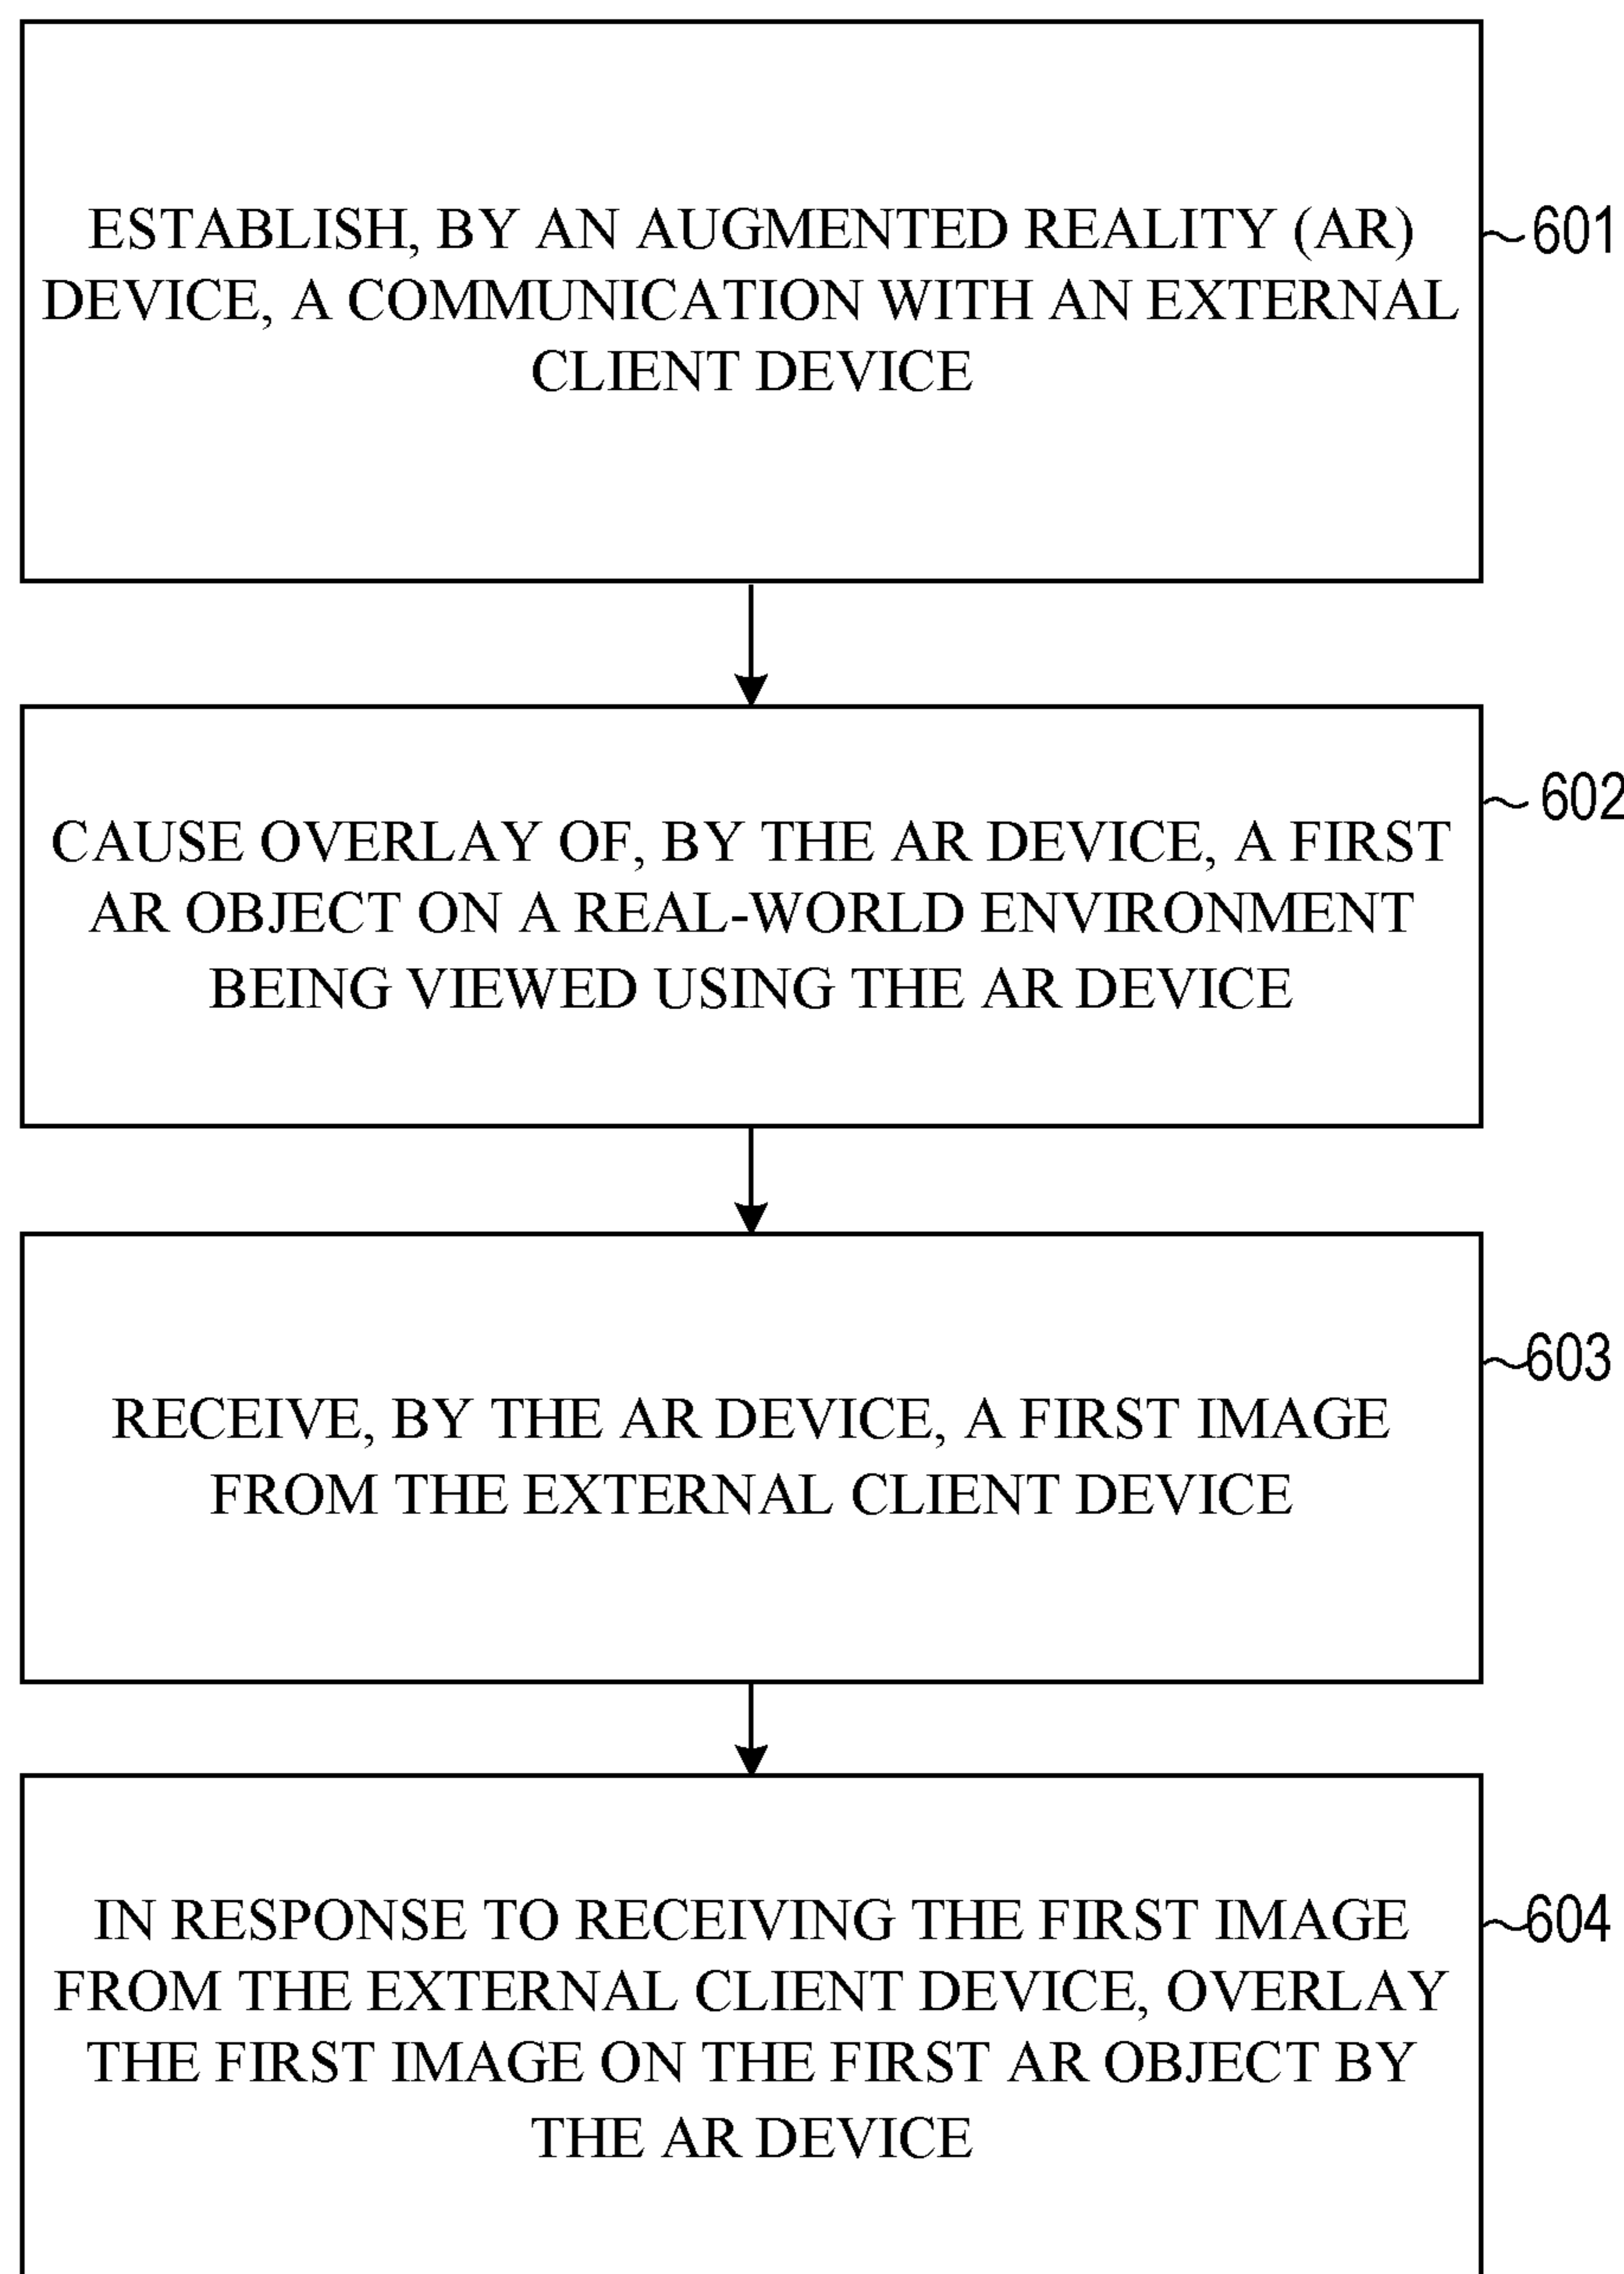 ESTABLISH, BY AN AUGMENTED REALITY (AR)
DEVICE, A COMMUNICATION WITH AN EXTERNAL
CLIENT DEVICE
601
CAUSE OVERLAY OF, BY THE AR DEVICE, A FIRST
AR OBJECT ON A REAL-WORLD ENVIRONMENT
BEING VIEWED USING THE AR DEVICE
602
RECEIVE, BY THE AR DEVICE, A FIRST IMAGE
FROM THE EXTERNAL CLIENT DEVICE
603
IN RESPONSE TO RECEIVING THE FIRST IMAGE
FROM THE EXTERNAL CLIENT DEVICE, OVERLAY
THE FIRST IMAGE ON THE FIRST AR OBJECT BY
THE AR DEVICE
604